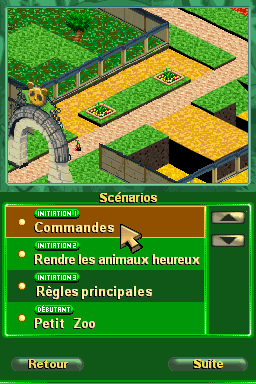 Scénarios
INITIATION 1
Commandes
INITIATION 2
Rendre les animaux heureux
INITIATION 3
Règles principales
DÉBUTANT
Petit Zoo
Retour
Suite